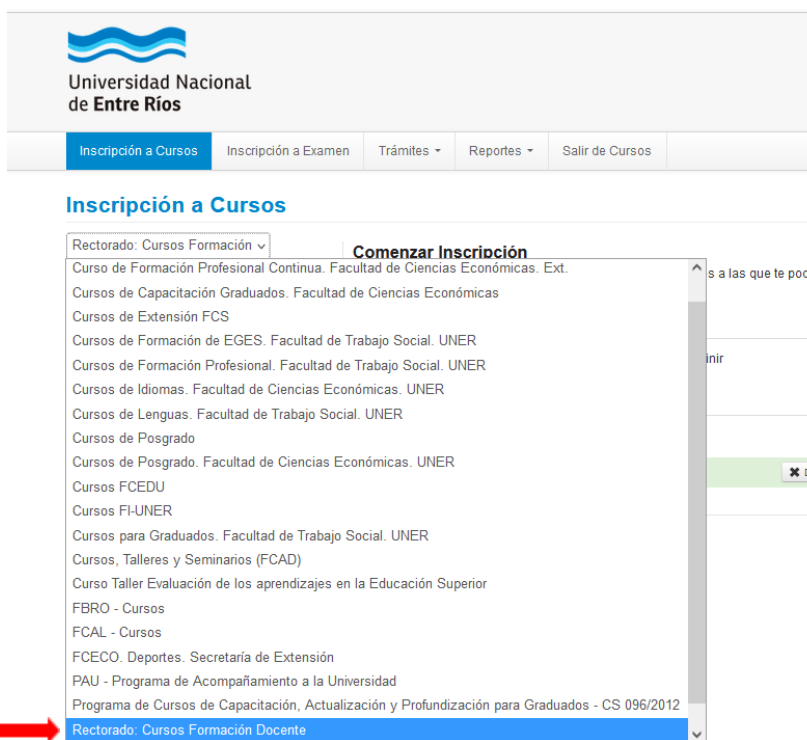 Universidad Nacional
de Entre Ríos
Inscripción a Cursos Inscripción a Examen Trámites Reportes Salir de Cursos
Inscripción a Cursos
Rectorado: Cursos Formación
Comenzar Inscripción
Curso de Formación Profesional Continua. Facultad de Ciencias Económicas. Ext.
s a las que te
Cursos de Capacitación Graduados. Facultad de Ciencias Económicas
Cursos de Extensión FCS
Cursos de Formación de EGES. Facultad de Trabajo Social. UNER
inir
Cursos de Formación Profesional. Facultad de Trabajo Social. UNER
Cursos de Idiomas. Facultad de Ciencias Económicas. UNER
Cursos de Lenguas. Facultad de Trabajo Social. UNER
Cursos de Posgrado
Cursos de Posgrado. Facultad de Ciencias Económicas. UNER
Cursos FCEDU
Cursos FI-UNER
Cursos para Graduados. Facultad de Trabajo Social. UNER
Cursos, Talleres y Seminarios (FCAD)
Curso Taller Evaluación de los aprendizajes en la Educación Superior
FBRO - Cursos
FCAL - Cursos
FCECO. Deportes. Secretaría de Extensión
PAU - Programa de Acompañamiento a la Universidad
Programa de Cursos de Capacitación, Actualización y Profundización para Graduados - CS 096/2012
Rectorado: Cursos Formación Docente